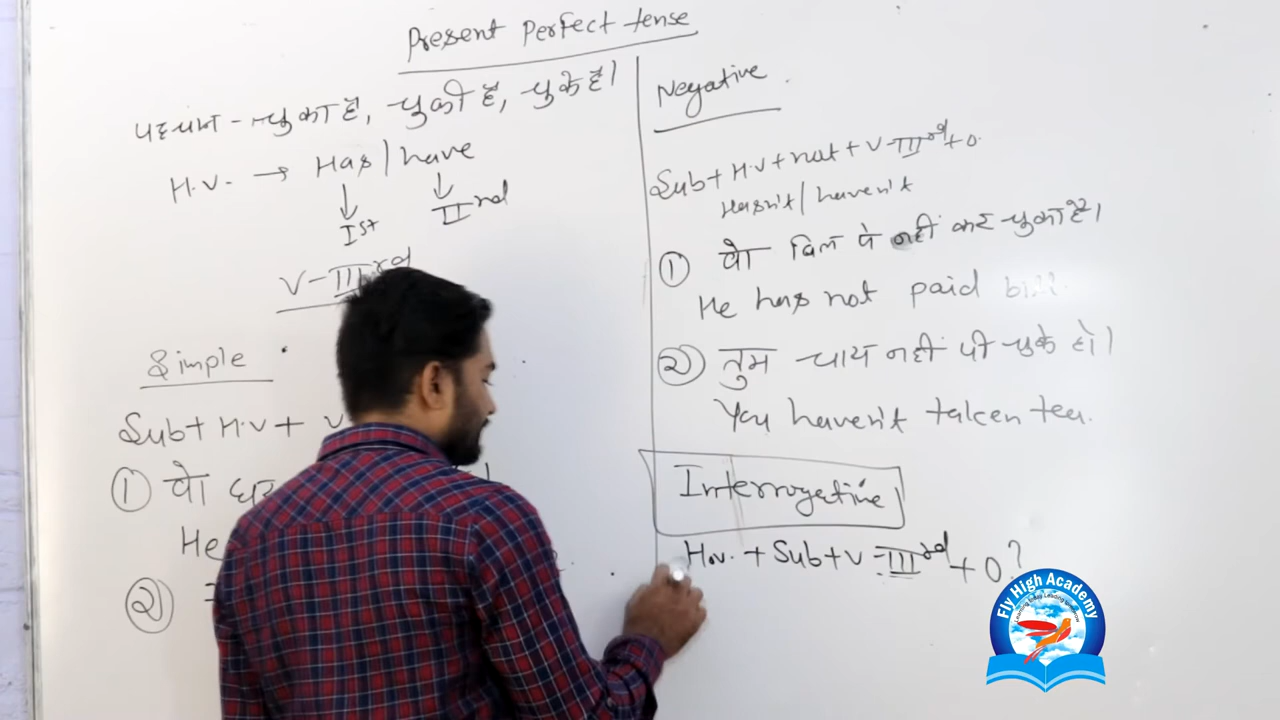 Present Perfect tense
पहचान - चुका है, चुकी है, चुके हैं।
H.V. → Has/have
Ist IInd
V-IIIrd
Simple
Sub+ H.V + V
① वो घर
He
②
Negative
Sub+ H.V + not + V-IIIrd + O.
Hasn't/haven't
① वो बिल पे नहीं कर चुका है।
He has not paid bill.
② तुम चाय नहीं पी चुके हो।
You haven't taken tea.
Interrogative
H.v. + Sub + V-IIIrd + O?
Fly High Academy